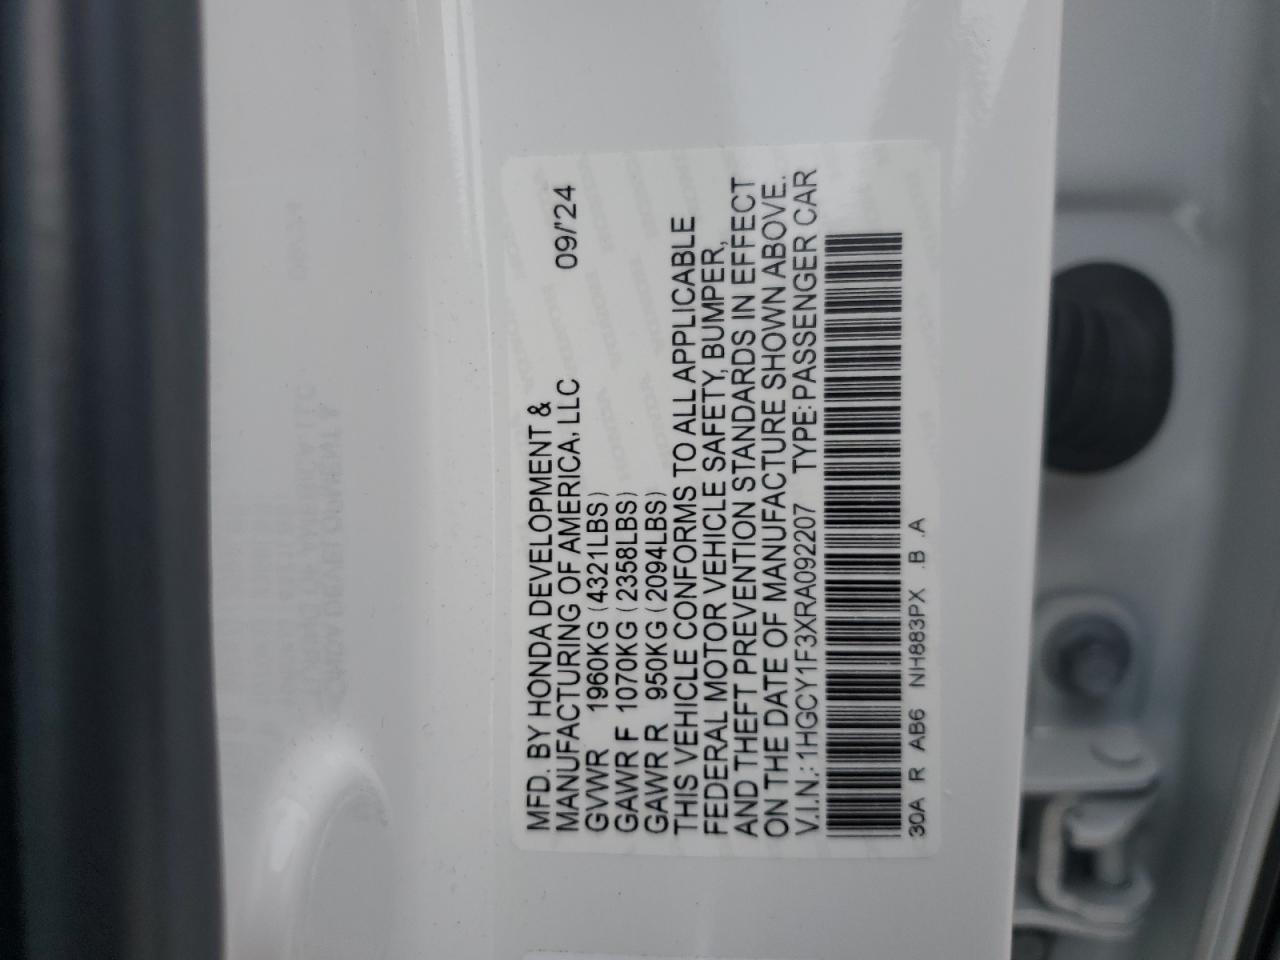 MFD. BY HONDA DEVELOPMENT &
MANUFACTURING OF AMERICA, LLC 09/'24
GVWR 1960KG (4321LBS)
GAWR F 1070KG (2358LBS)
GAWR R 950KG (2094LBS)
THIS VEHICLE CONFORMS TO ALL APPLICABLE
FEDERAL MOTOR VEHICLE SAFETY, BUMPER,
AND THEFT PREVENTION STANDARDS IN EFFECT
ON THE DATE OF MANUFACTURE SHOWN ABOVE.
V.I.N.: 1HGCY1F3XRA092207 TYPE: PASSENGER CAR
30A R AB6 NH883PX .B .A